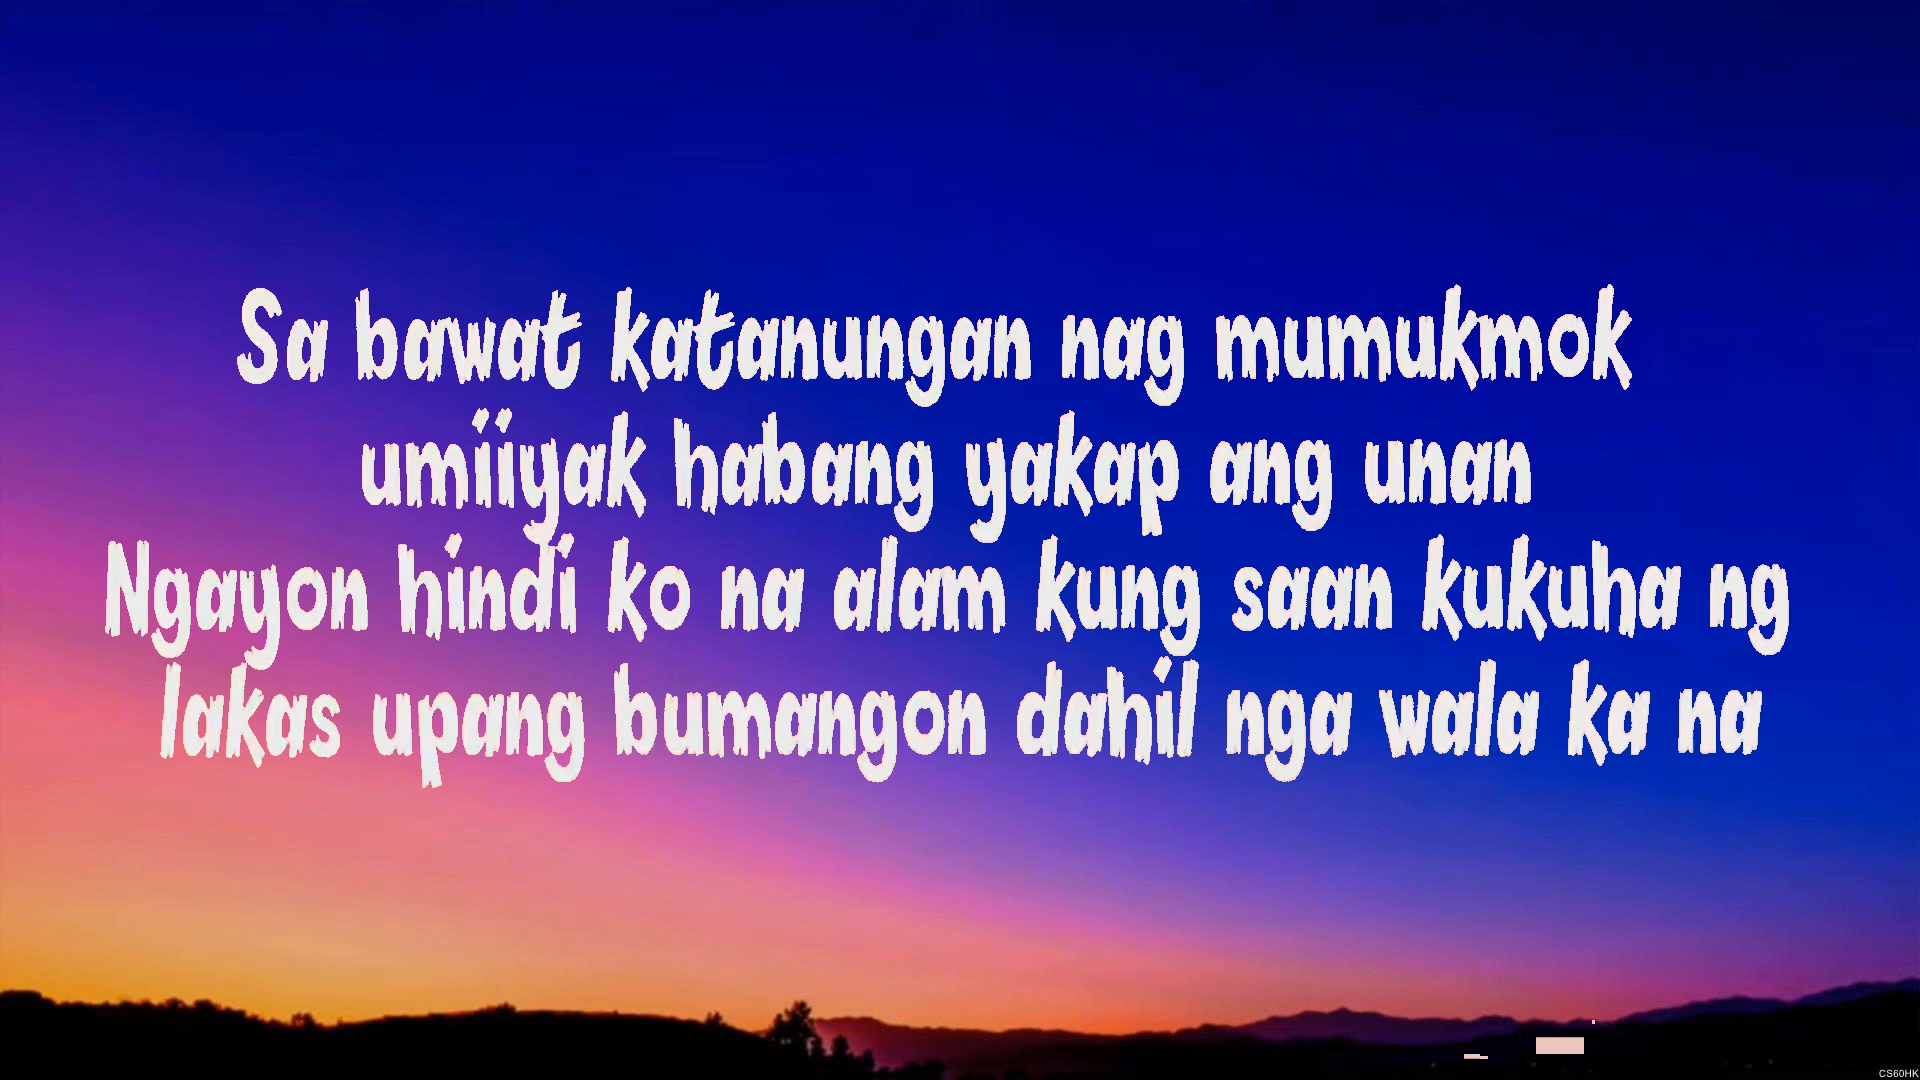 Sa bawat katanungan nag mumukmok
umiiyak habang yakap ang unan
Ngayon hindi ko na alam kung saan kukuha ng
lakas upang bumangon dahil nga wala ka na
CS60HK